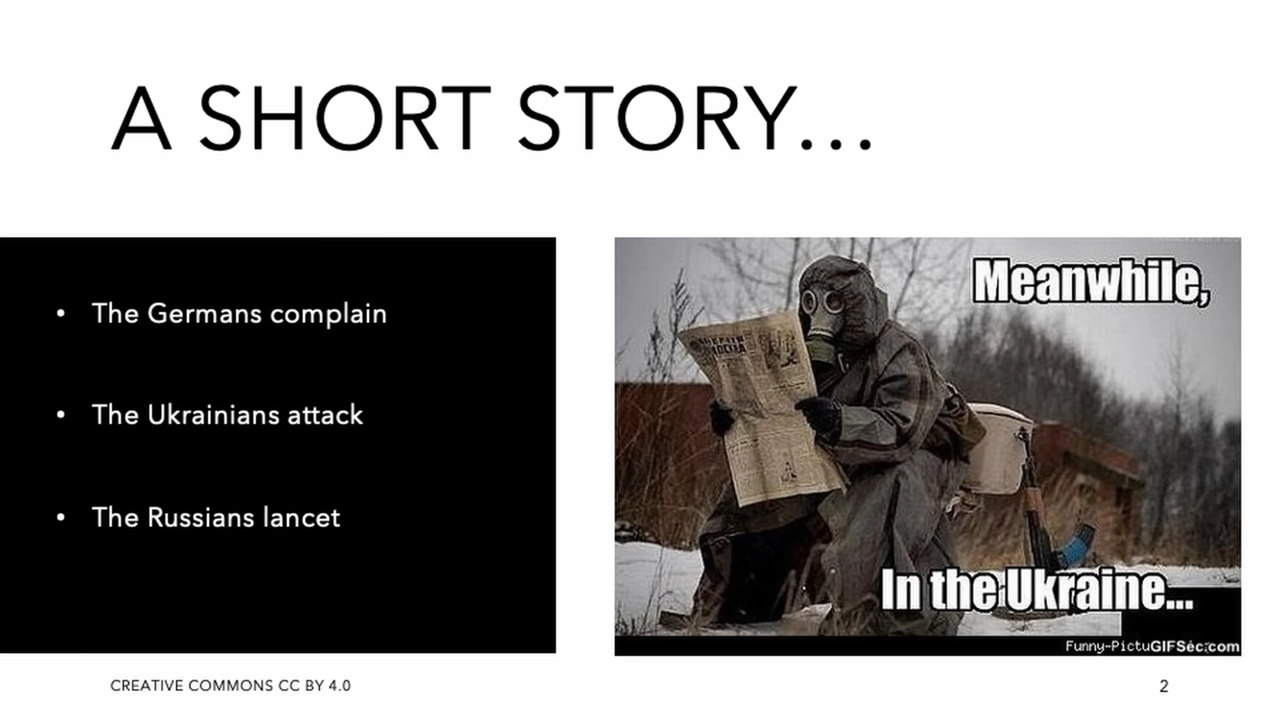 A SHORT STORY...
• The Germans complain
• The Ukrainians attack
• The Russians lancet
Meanwhile,
In the Ukraine...
CREATIVE COMMONS CC BY 4.0
2